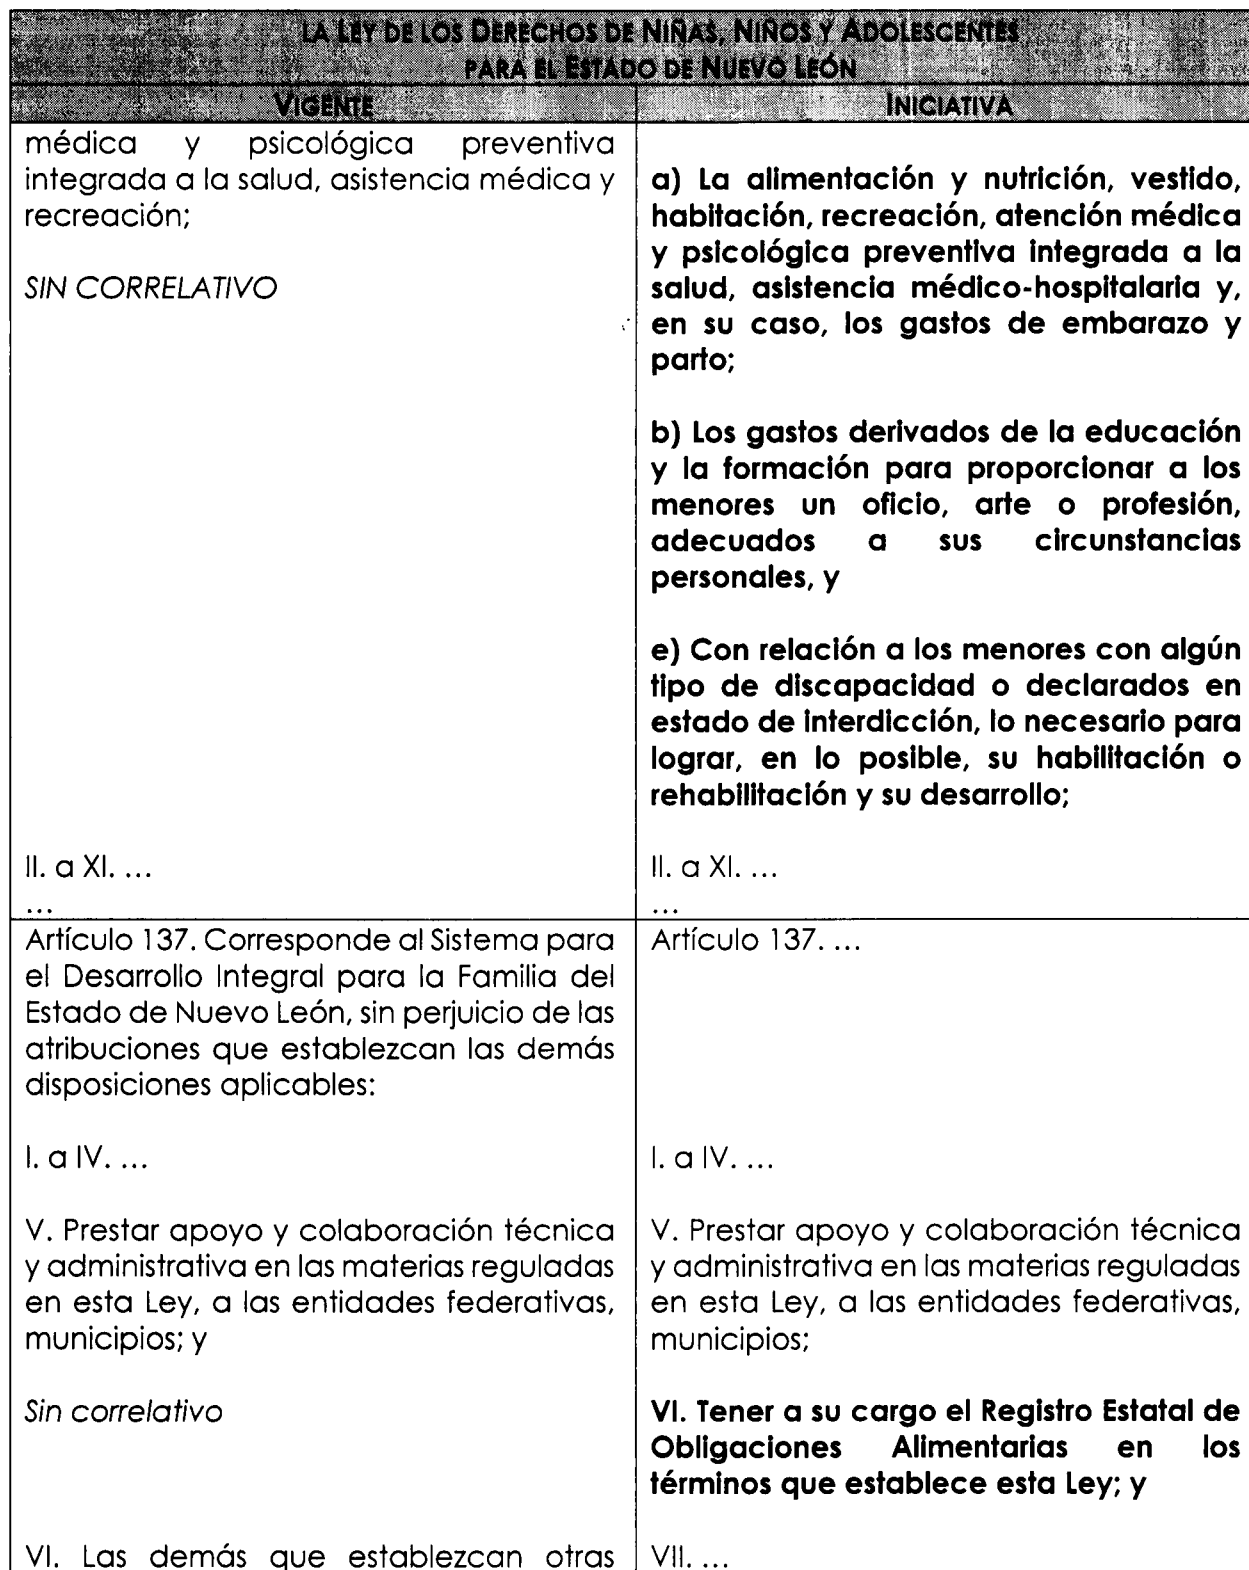 LA LEY DE LOS DERECHOS DE NIÑAS, NIÑOS Y ADOLESCENTES
PARA EL ESTADO DE NUEVO LEÓN
VIGENTE
médica y psicológica preventiva
integrada a la salud, asistencia médica y
recreación;
SIN CORRELATIVO
II. a XI. ...
...
INICIATIVA
a) La alimentación y nutrición, vestido,
habitación, recreación, atención médica
y psicológica preventiva integrada a la
salud, asistencia médico-hospitalaria y,
en su caso, los gastos de embarazo y
parto;
b) Los gastos derivados de la educación
y la formación para proporcionar a los
menores un oficio, arte o profesión,
adecuados a sus circunstancias
personales, y
e) Con relación a los menores con algún
tipo de discapacidad o declarados en
estado de interdicción, lo necesario para
lograr, en lo posible, su habilitación o
rehabilitación y su desarrollo;
II. a XI. ...
...
Artículo 137. Corresponde al Sistema para
el Desarrollo Integral para la Familia del
Estado de Nuevo León, sin perjuicio de las
atribuciones que establezcan las demás
disposiciones aplicables:
I. a IV. ...
V. Prestar apoyo y colaboración técnica
y administrativa en las materias reguladas
en esta Ley, a las entidades federativas,
municipios; y
Sin correlativo
VI. Las demás que establezcan otras
Artículo 137. ...
I. a IV. ...
V. Prestar apoyo y colaboración técnica
y administrativa en las materias reguladas
en esta Ley, a las entidades federativas,
municipios;
VI. Tener a su cargo el Registro Estatal de
Obligaciones Alimentarias en los
términos que establece esta Ley; y
VII. ...